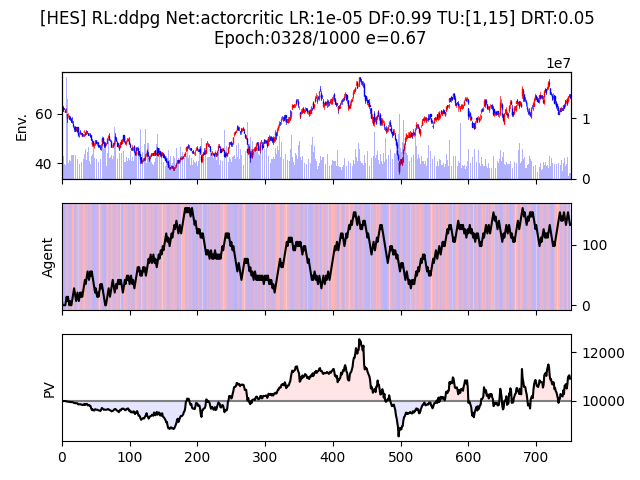 [HES] RL:ddpg Net:actorcritic LR:1e-05 DF:0.99 TU:[1,15] DRT:0.05
Epoch:0328/1000 e=0.67
1e7
Env.
60
40
1
0
Agent
100
0
PV
12000
10000
0 100 200 300 400 500 600 700